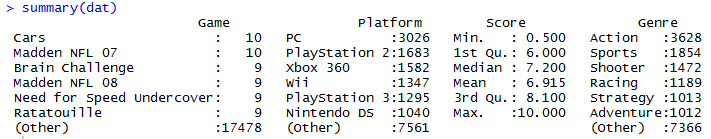 > summary(dat)
Game Platform Score Genre
Cars : 10 PC :3026 Min. : 0.500 Action :3628
Madden NFL 07 : 10 PlayStation 2:1683 1st Qu.: 6.000 Sports :1854
Brain Challenge : 9 Xbox 360 :1582 Median : 7.200 Shooter :1472
Madden NFL 08 : 9 Wii :1347 Mean : 6.915 Racing :1189
Need for Speed Undercover: 9 PlayStation 3:1295 3rd Qu.: 8.100 Strategy :1013
Ratatouille : 9 Nintendo DS :1040 Max. :10.000 Adventure:1012
(Other) :17478 (Other) :7561 (Other) :7366